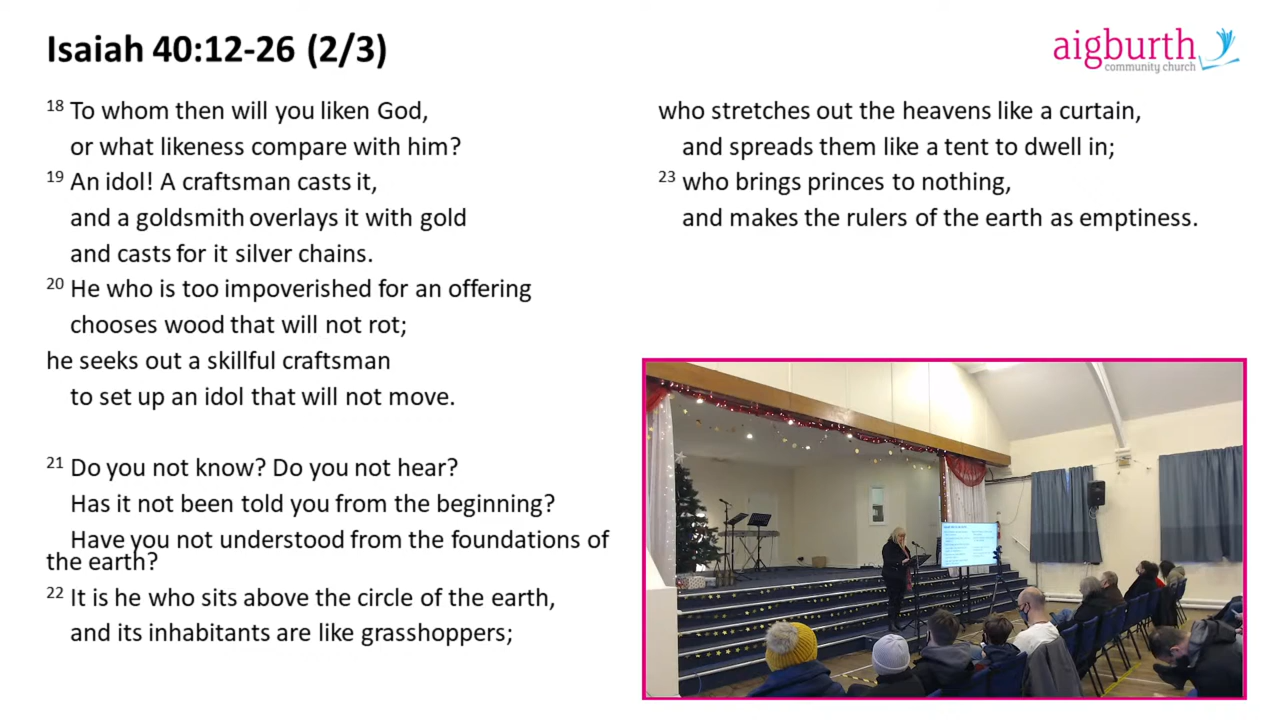 Isaiah 40:12-26 (2/3)
aigburth
community church
18 To whom then will you liken God,
or what likeness compare with him?
19 An idol! A craftsman casts it,
and a goldsmith overlays it with gold
and casts for it silver chains.
20 He who is too impoverished for an offering
chooses wood that will not rot;
he seeks out a skillful craftsman
to set up an idol that will not move.
21 Do you not know? Do you not hear?
Has it not been told you from the beginning?
Have you not understood from the foundations of
the earth?
22 It is he who sits above the circle of the earth,
and its inhabitants are like grasshoppers;
who stretches out the heavens like a curtain,
and spreads them like a tent to dwell in;
23 who brings princes to nothing,
and makes the rulers of the earth as emptiness.